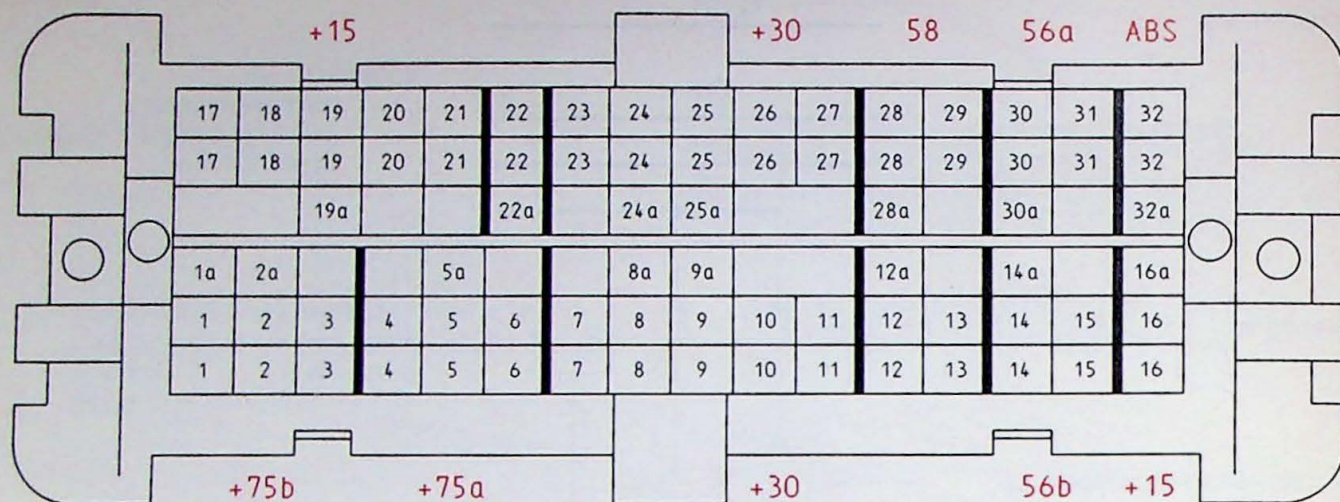 +15 +30 58 56a ABS
17 18 19 20 21 22 23 24 25 26 27 28 29 30 31 32
17 18 19 20 21 22 23 24 25 26 27 28 29 30 31 32
19a 22a 24a 25a 28a 30a 32a
1a 2a 5a 8a 9a 12a 14a 16a
1 2 3 4 5 6 7 8 9 10 11 12 13 14 15 16
1 2 3 4 5 6 7 8 9 10 11 12 13 14 15 16
+75b +75a +30 56b +15